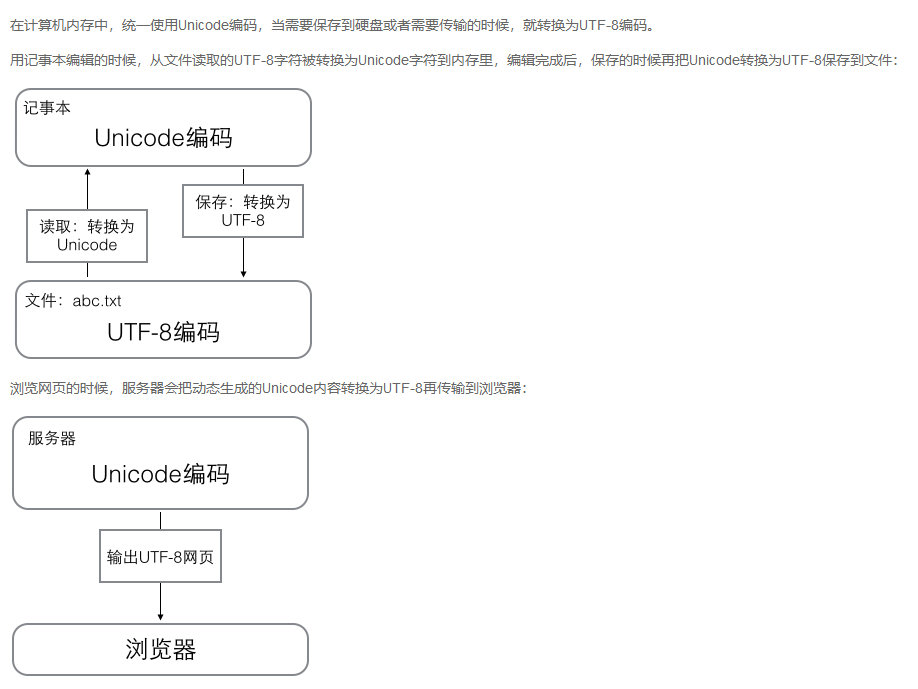 在计算机内存中，统一使用Unicode编码，当需要保存到硬盘或者需要传输的时候，就转换为UTF-8编码。
用记事本编辑的时候，从文件读取的UTF-8字符被转换为Unicode字符到内存里，编辑完成后，保存的时候再把Unicode转换为UTF-8保存到文件：
记事本
Unicode编码
读取：转换为
Unicode
保存：转换为
UTF-8
文件：abc.txt
UTF-8编码
浏览网页的时候，服务器会把动态生成的Unicode内容转换为UTF-8再传输到浏览器：
服务器
Unicode编码
输出UTF-8网页
浏览器